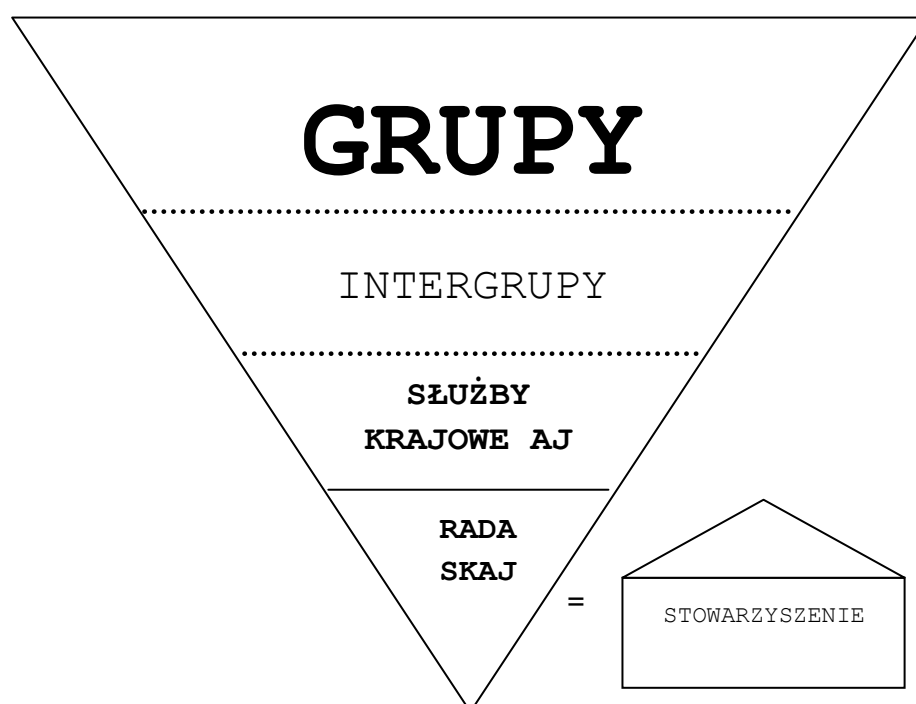 GRUPY
INTERGRUPY
SŁUŻBY
KRAJOWE AJ
RADA
SKAJ
=
STOWARZYSZENIE